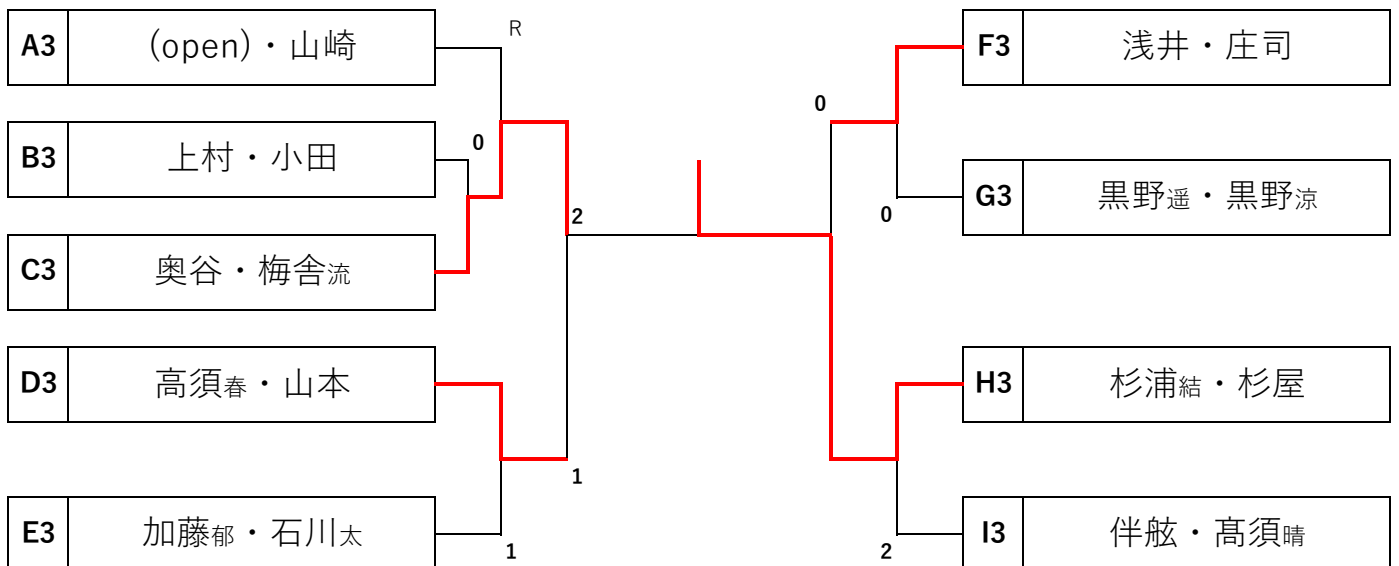 A3 (open)・山崎
R
B3 上村・小田
0
C3 奥谷・梅舎流
2
D3 高須春・山本
1
E3 加藤郁・石川太
1
F3 浅井・庄司
0
G3 黒野遥・黒野涼
0
H3 杉浦結・杉屋
I3 伴舷・髙須晴
2